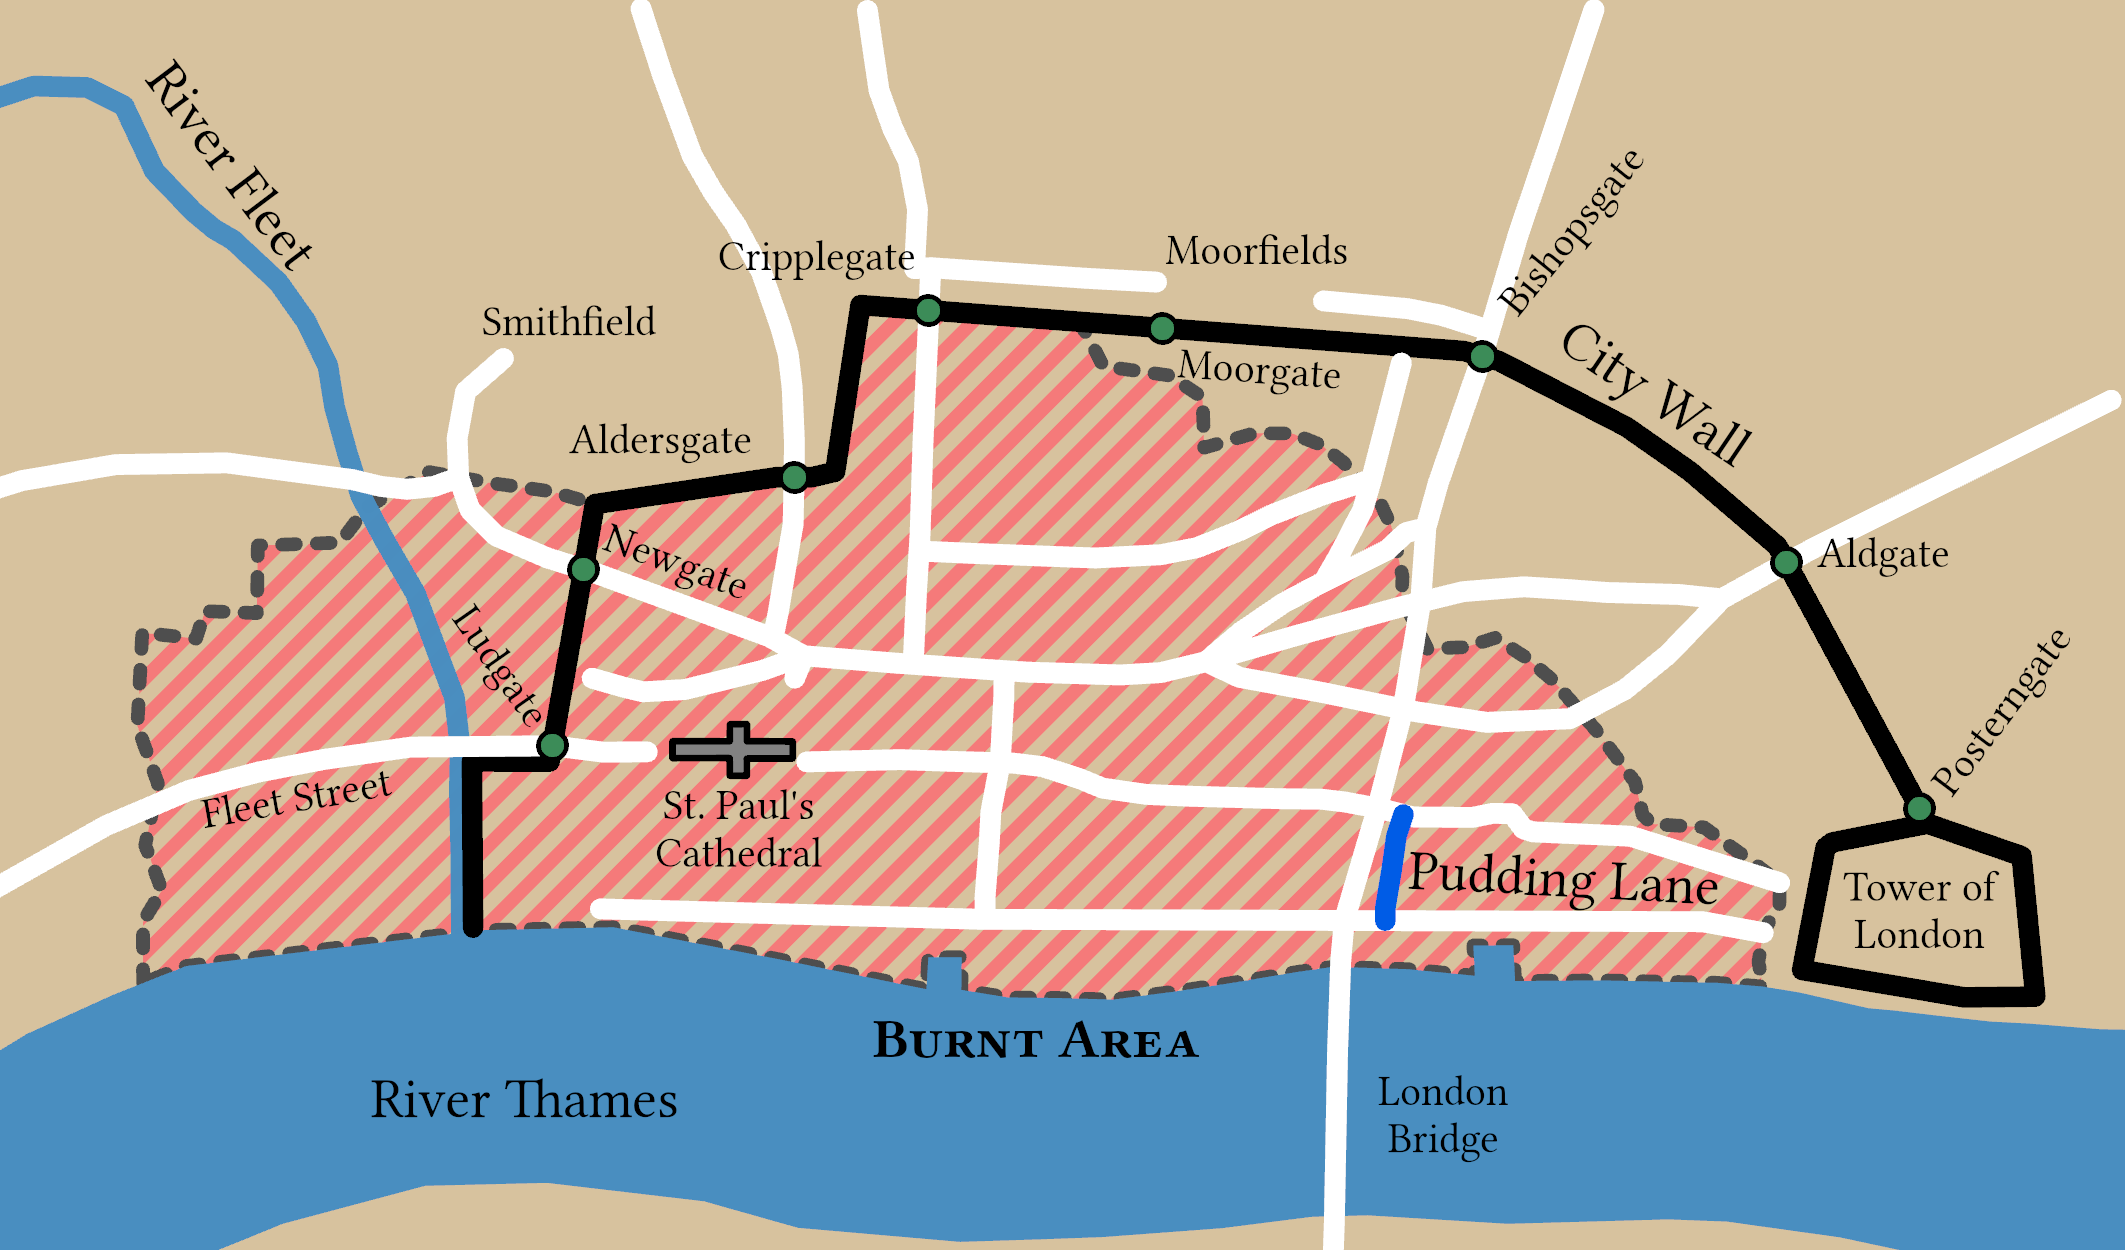 River Fleet
Cripplegate
Moorfields
Bishopsgate
Smithfield
City Wall
Moorgate
Aldersgate
Newgate
Aldgate
Ludgate
Posterngate
Fleet Street
St. Paul's
Cathedral
Pudding Lane
Tower of
London
BURNT AREA
River Thames
London
Bridge